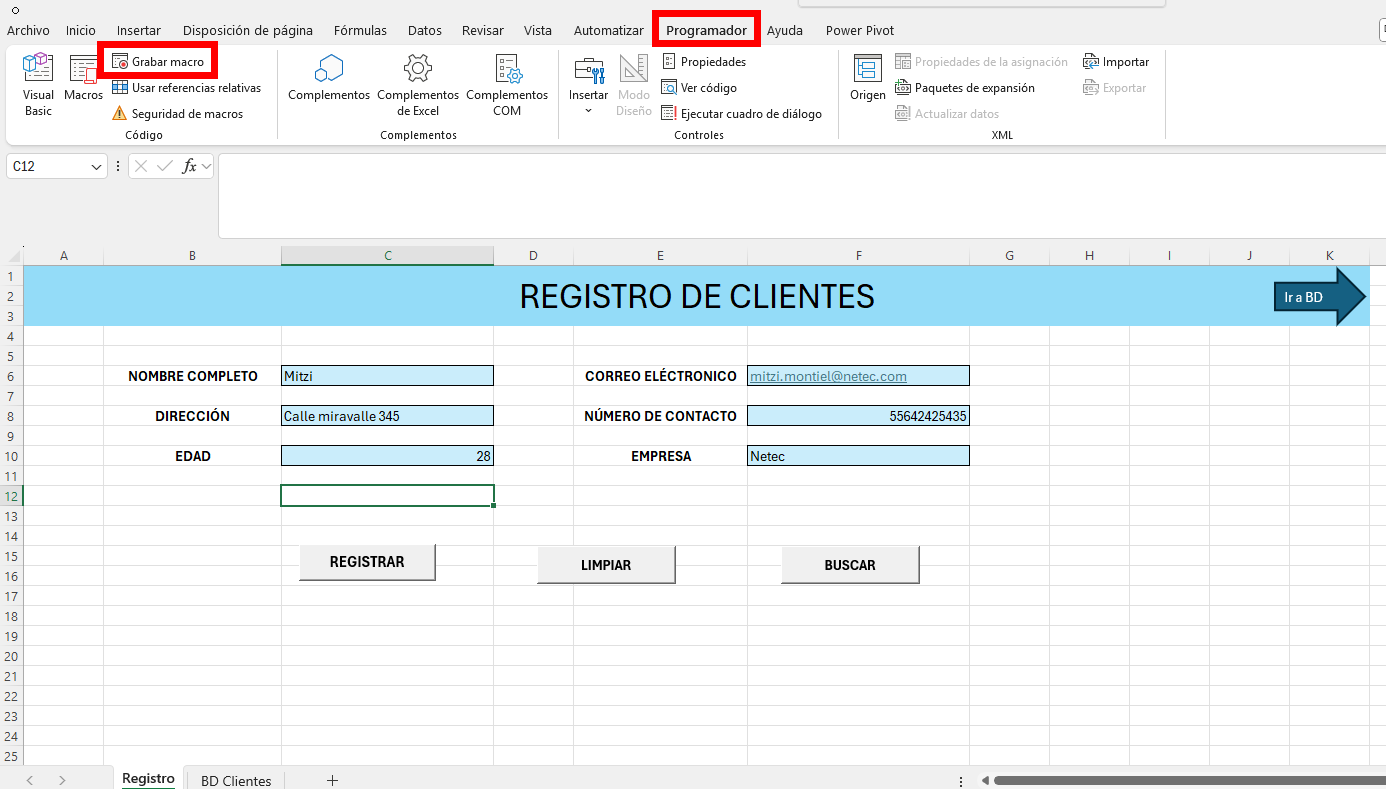 Archivo Inicio Insertar Disposición de página Fórmulas Datos Revisar Vista Automatizar Programador Ayuda Power Pivot
Visual Basic
Macros
Grabar macro
Usar referencias relativas
Seguridad de macros
Código
Complementos
Complementos de Excel
Complementos COM
Complementos
Insertar
Modo Diseño
Propiedades
Ver código
Ejecutar cuadro de diálogo
Controles
Origen
Propiedades de la asignación
Paquetes de expansión
Actualizar datos
Importar
Exportar
XML
C12
fx
A B C D E F G H I J K
1
2
3
REGISTRO DE CLIENTES
Ir a BD
4
5
6 NOMBRE COMPLETO Mitzi CORREO ELÉCTRONICO mitzi.montiel@netec.com
7
8 DIRECCIÓN Calle miravalle 345 NÚMERO DE CONTACTO 55642425435
9
10 EDAD 28 EMPRESA Netec
11
12
13
14
15
REGISTRAR LIMPIAR BUSCAR
16
17
18
19
20
21
22
23
24
25
Registro BD Clientes